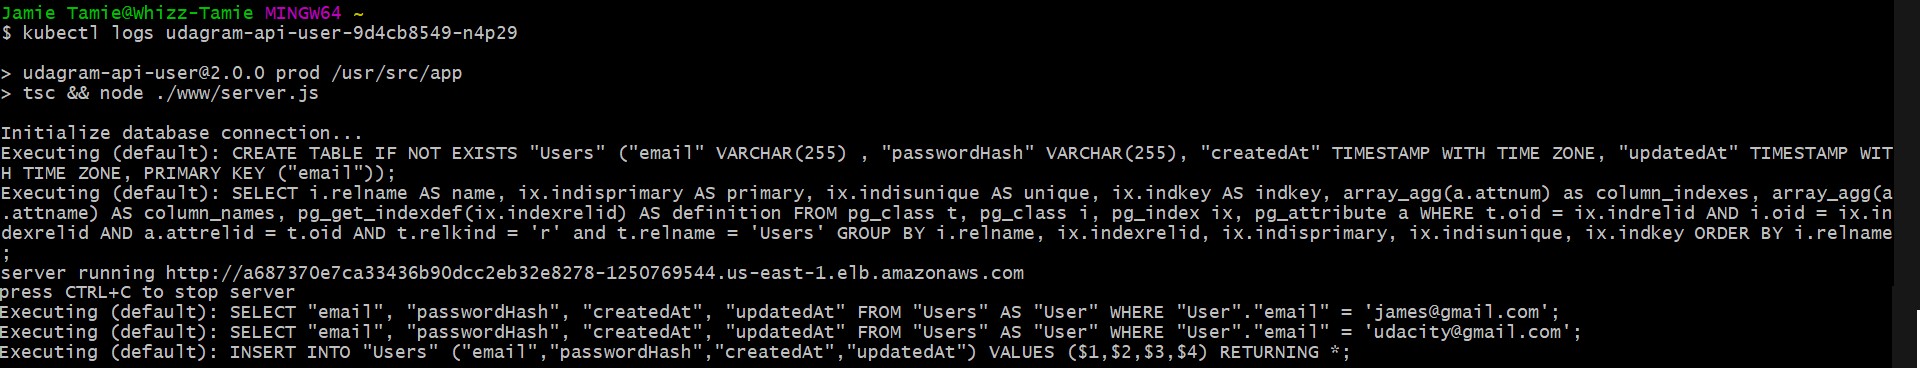 Jamie Tamie@Whizz-Tamie MINGW64 ~
$ kubectl logs udagram-api-user-9d4cb8549-n4p29
> udagram-api-user@2.0.0 prod /usr/src/app
> tsc && node ./www/server.js
Initialize database connection...
Executing (default): CREATE TABLE IF NOT EXISTS "Users" ("email" VARCHAR(255) , "passwordHash" VARCHAR(255), "createdAt" TIMESTAMP WITH TIME ZONE, "updatedAt" TIMESTAMP WIT
H TIME ZONE, PRIMARY KEY ("email"));
Executing (default): SELECT i.relname AS name, ix.indisprimary AS primary, ix.indisunique AS unique, ix.indkey AS indkey, array_agg(a.attnum) as column_indexes, array_agg(a
.attname) AS column_names, pg_get_indexdef(ix.indexrelid) AS definition FROM pg_class t, pg_class i, pg_index ix, pg_attribute a WHERE t.oid = ix.indrelid AND i.oid = ix.in
dexrelid AND a.attrelid = t.oid AND t.relkind = 'r' and t.relname = 'Users' GROUP BY i.relname, ix.indexrelid, ix.indisprimary, ix.indisunique, ix.indkey ORDER BY i.relname
;
server running http://a687370e7ca33436b90dcc2eb32e8278-1250769544.us-east-1.elb.amazonaws.com
press CTRL+C to stop server
Executing (default): SELECT "email", "passwordHash", "createdAt", "updatedAt" FROM "Users" AS "User" WHERE "User"."email" = 'james@gmail.com';
Executing (default): SELECT "email", "passwordHash", "createdAt", "updatedAt" FROM "Users" AS "User" WHERE "User"."email" = 'udacity@gmail.com';
Executing (default): INSERT INTO "Users" ("email","passwordHash","createdAt","updatedAt") VALUES ($1,$2,$3,$4) RETURNING *;